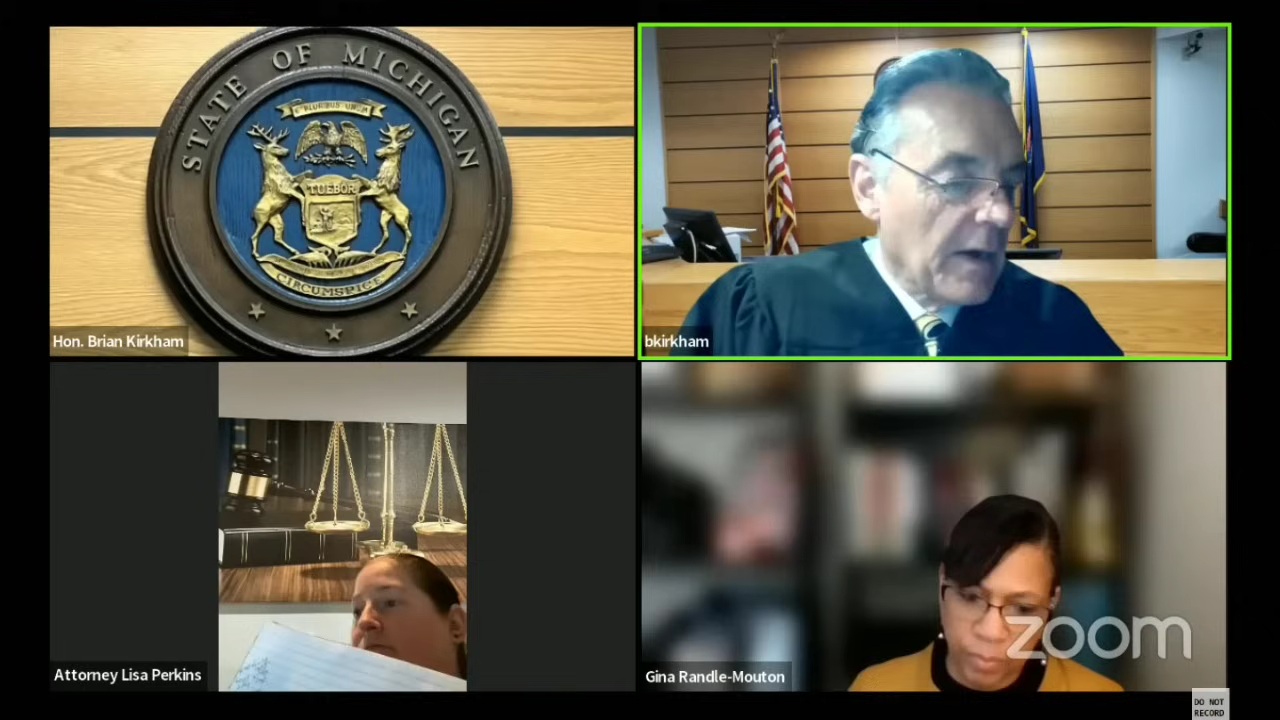 STATE OF MICHIGAN
E PLURIBUS UNUM
TUEBOR
CIRCUMSPICE
Hon. Brian Kirkham
bkirkham
Attorney Lisa Perkins
Gina Randle-Mouton
zoom
DO NOT
RECORD